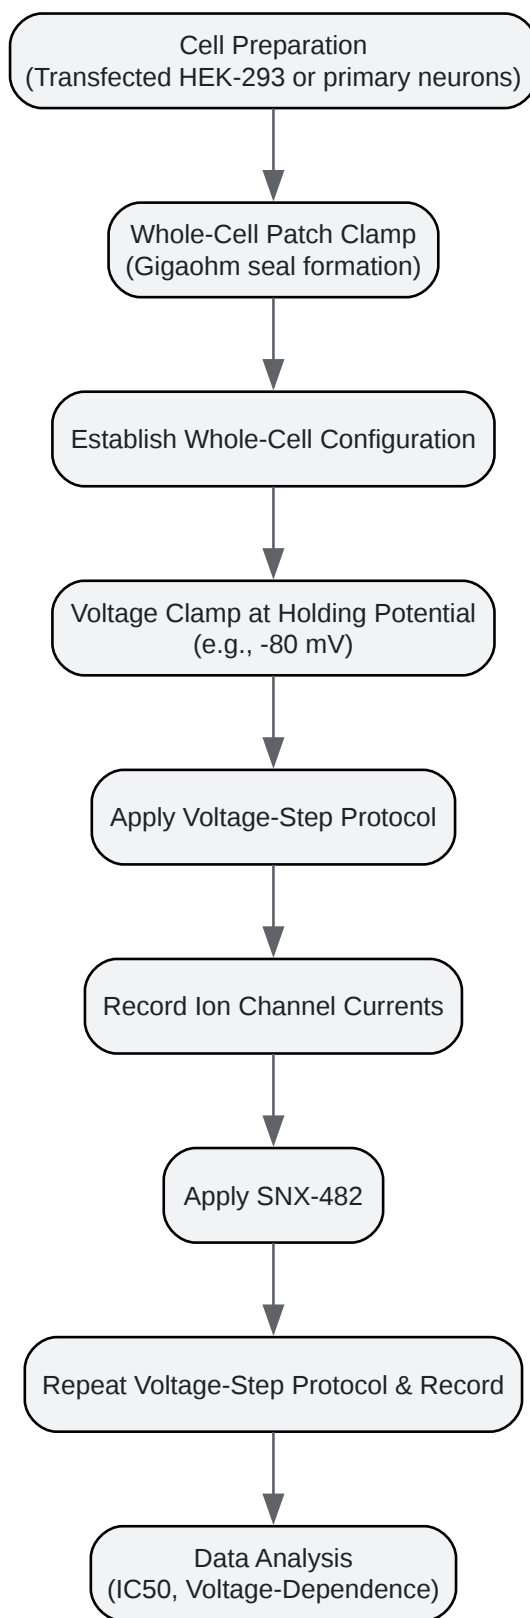 Cell Preparation
(Transfected HEK-293 or primary neurons)
Whole-Cell Patch Clamp
(Gigaohm seal formation)
Establish Whole-Cell Configuration
Voltage Clamp at Holding Potential
(e.g., -80 mV)
Apply Voltage-Step Protocol
Record Ion Channel Currents
Apply SNX-482
Repeat Voltage-Step Protocol & Record
Data Analysis
(IC50, Voltage-Dependence)